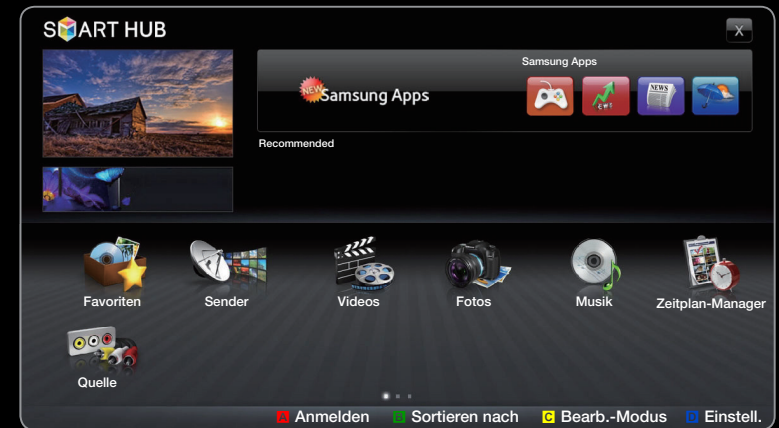 SMART HUB
X
Samsung Apps
NEW
Samsung Apps
NEWS
Recommended
Favoriten
Sender
Videos
Fotos
Musik
Zeitplan-Manager
Quelle
A Anmelden B Sortieren nach C Bearb.-Modus D Einstell.